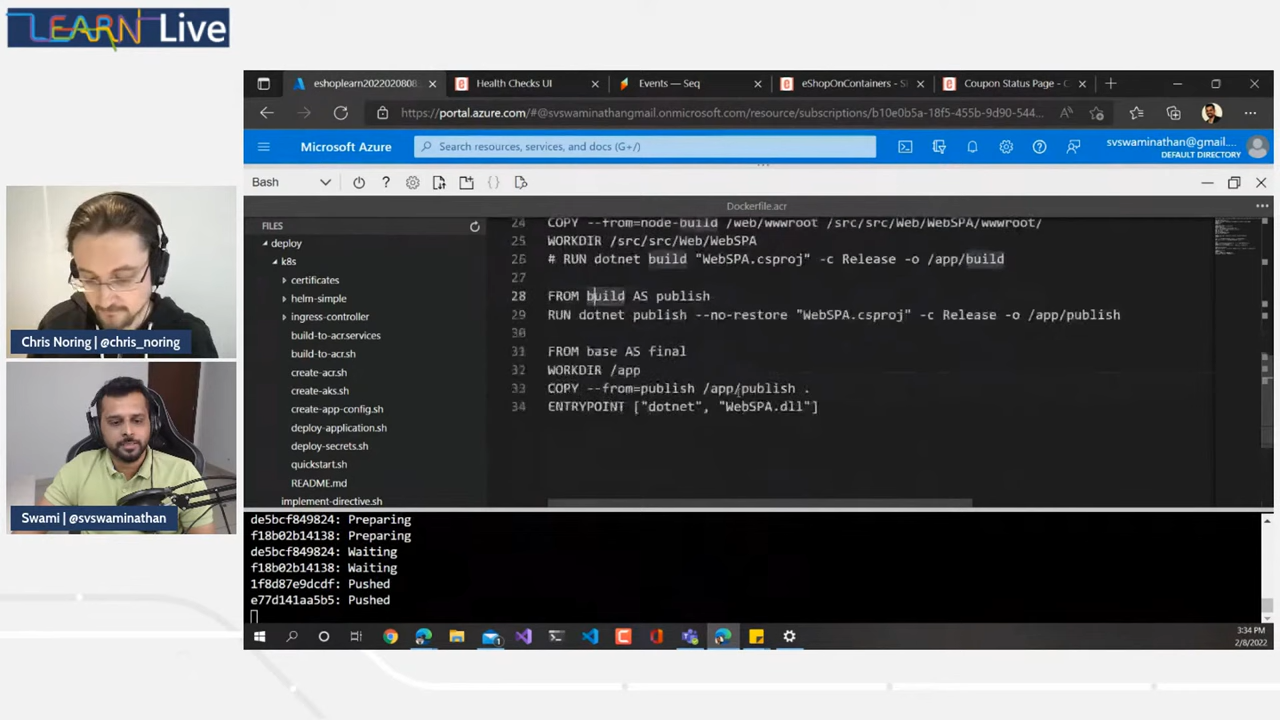 LEARN Live
eshoplearn2022020808...
Health Checks UI
Events — Seq
eShopOnContainers - S
Coupon Status Page - C
https://portal.azure.com/#@svswaminathangmail.onmicrosoft.com/resource/subscriptions/b10e0b5a-18f5-455b-9d90-544...
Microsoft Azure
Search resources, services, and docs (G+/)
svswaminathan@gmail....
DEFAULT DIRECTORY
Bash
Dockerfile.acr
FILES
deploy
k8s
certificates
helm-simple
ingress-controller
build-to-acr.services
build-to-acr.sh
create-acr.sh
create-aks.sh
create-app-config.sh
deploy-application.sh
deploy-secrets.sh
quickstart.sh
README.md
implement-directive.sh
24 COPY --from=node-build /web/wwwroot /src/src/Web/WebSPA/wwwroot/
25 WORKDIR /src/src/Web/WebSPA
26 # RUN dotnet build "WebSPA.csproj" -c Release -o /app/build
27
28 FROM build AS publish
29 RUN dotnet publish --no-restore "WebSPA.csproj" -c Release -o /app/publish
30
31 FROM base AS final
32 WORKDIR /app
33 COPY --from=publish /app/publish .
34 ENTRYPOINT ["dotnet", "WebSPA.dll"]
de5bcf849824: Preparing
f18b02b14138: Preparing
de5bcf849824: Waiting
f18b02b14138: Waiting
1f8d87e9dcdf: Pushed
e77d141aa5b5: Pushed
3:34 PM
2/8/2022
Chris Noring | @chris_noring
Swami | @svswaminathan